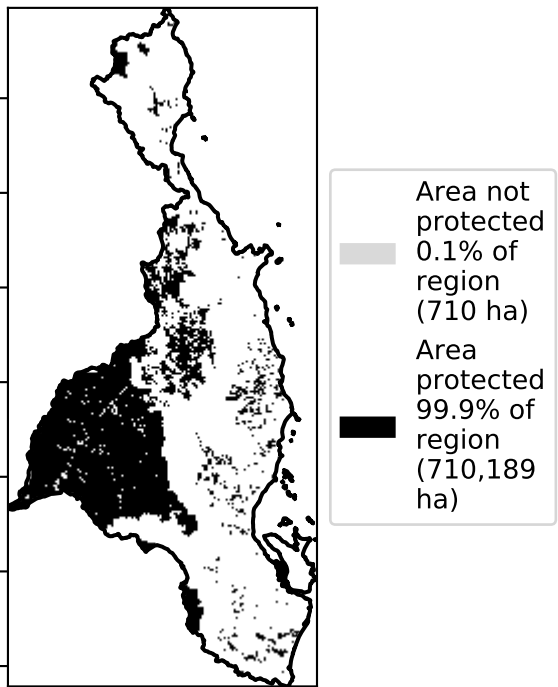 Area not
protected
0.1% of
region
(710 ha)
Area
protected
99.9% of
region
(710,189
ha)